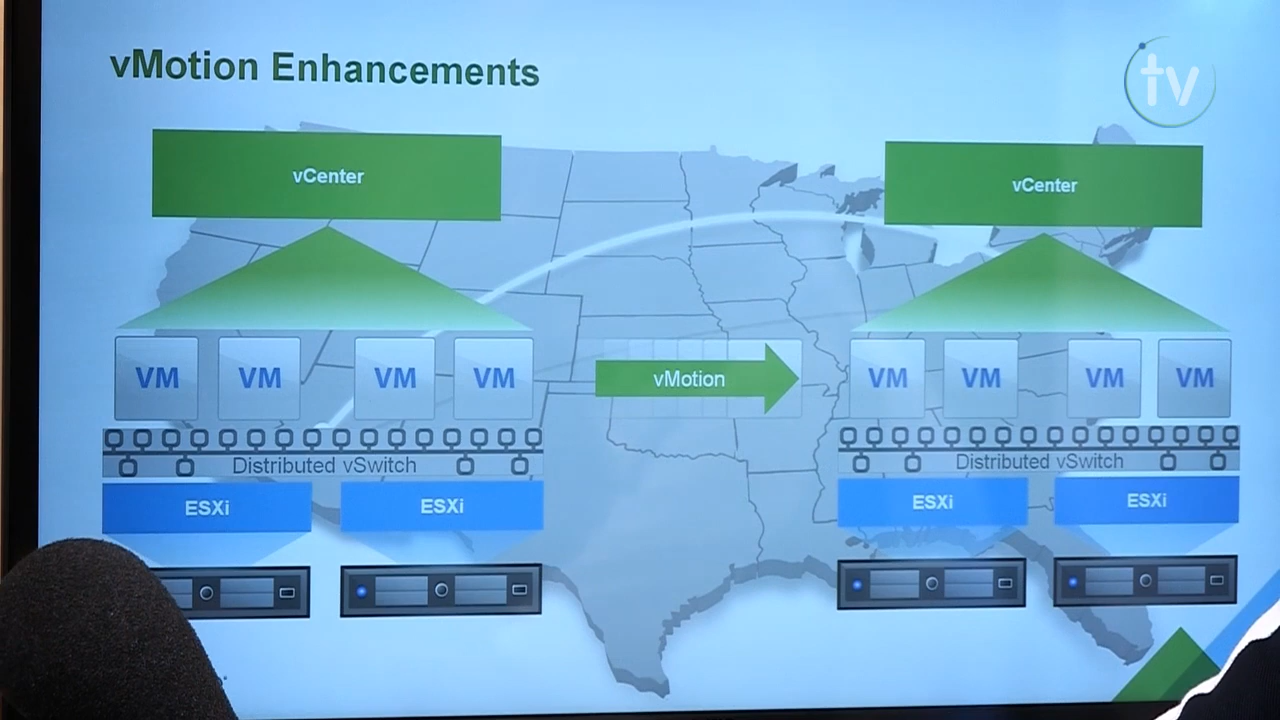 vMotion Enhancements
tv
vCenter
vCenter
VM
VM
VM
VM
vMotion
VM
VM
VM
VM
Distributed vSwitch
Distributed vSwitch
ESXi
ESXi
ESXi
ESXi